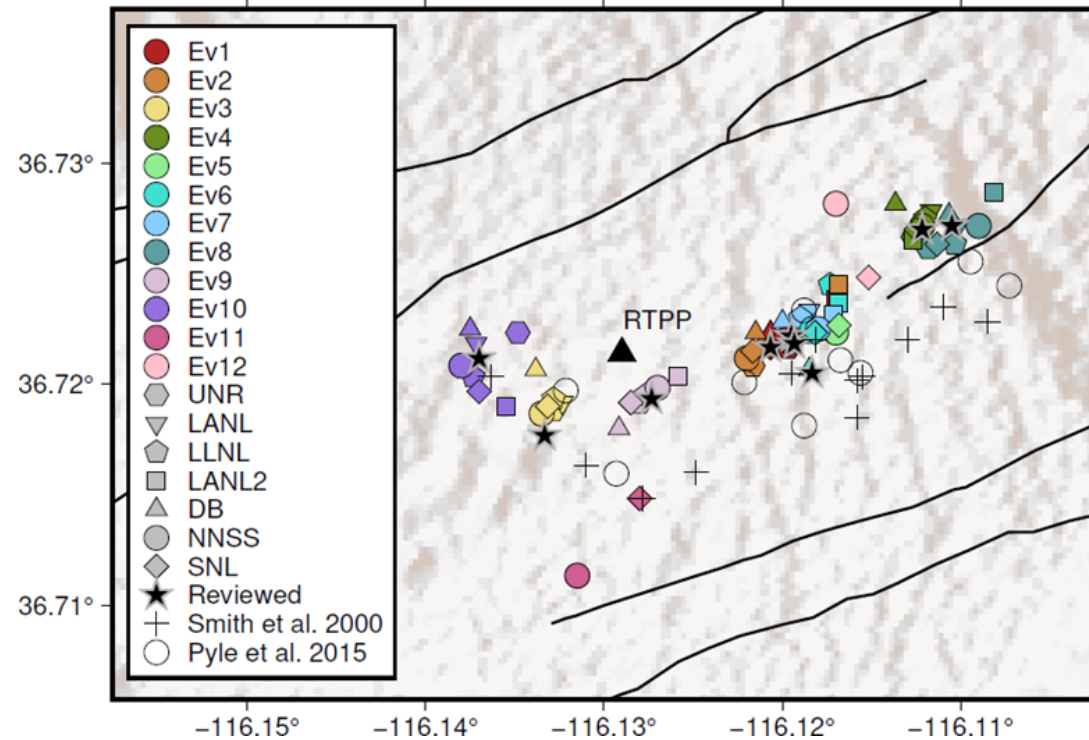 Ev1
Ev2
Ev3
Ev4
Ev5
Ev6
Ev7
Ev8
Ev9
Ev10
Ev11
Ev12
UNR
LANL
LLNL
LANL2
DB
NNSS
SNL
Reviewed
Smith et al. 2000
Pyle et al. 2015
RTPP
36.73°
36.72°
36.71°
−116.15°
−116.14°
−116.13°
−116.12°
−116.11°